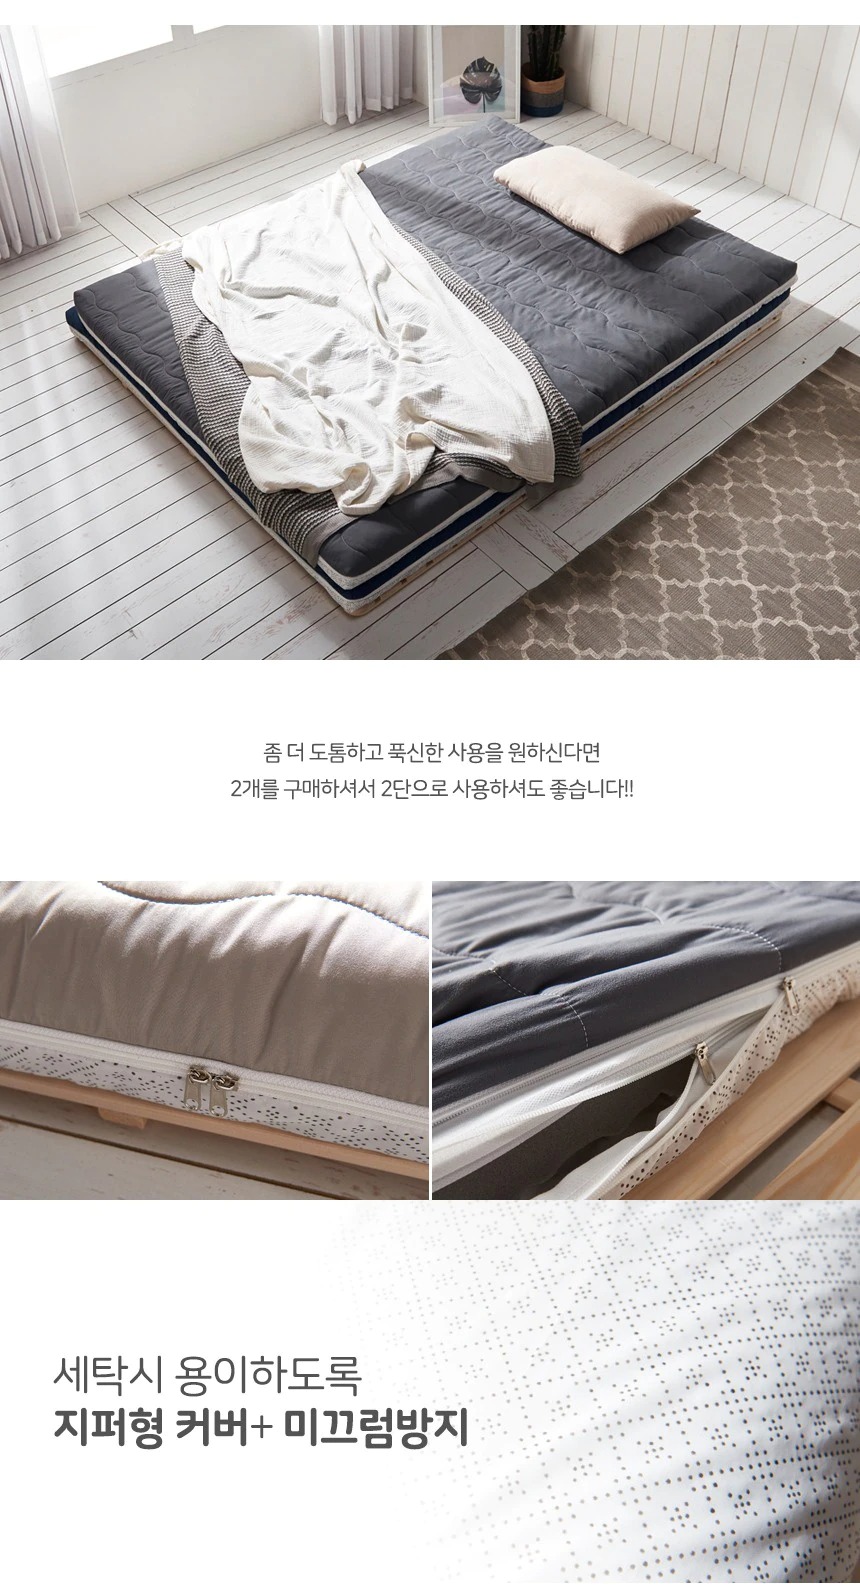 좀 더 도톰하고 푹신한 사용을 원하신다면
2개를 구매하셔서 2단으로 사용하셔도 좋습니다!!
세탁시 용이하도록
지퍼형 커버+ 미끄럼방지